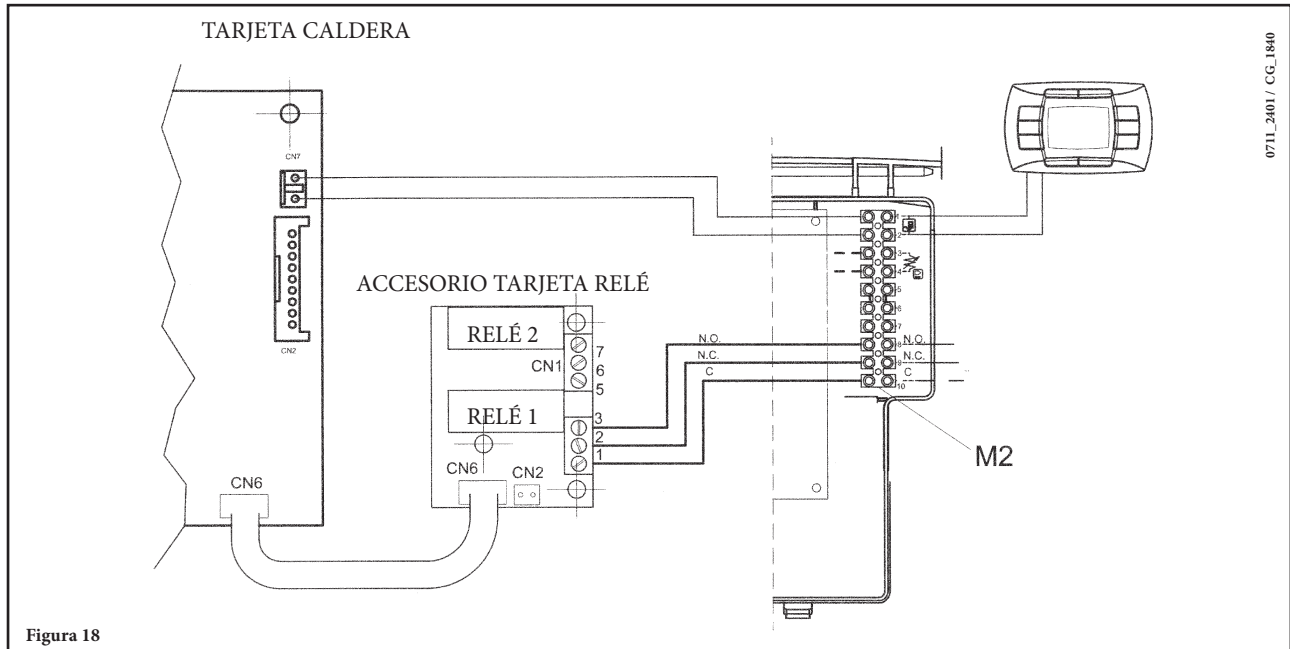 TARJETA CALDERA
0711_2401 / CG_1840
CN7
CN2
ACCESORIO TARJETA RELÉ
RELÉ 2
CN1
7
6
5
RELÉ 1
3
2
1
CN6
CN2
CN6
1
2
3
4
5
6
7
N.O.
8
N.O.
N.C.
9
N.C.
C
C
10
M2
Figura 18